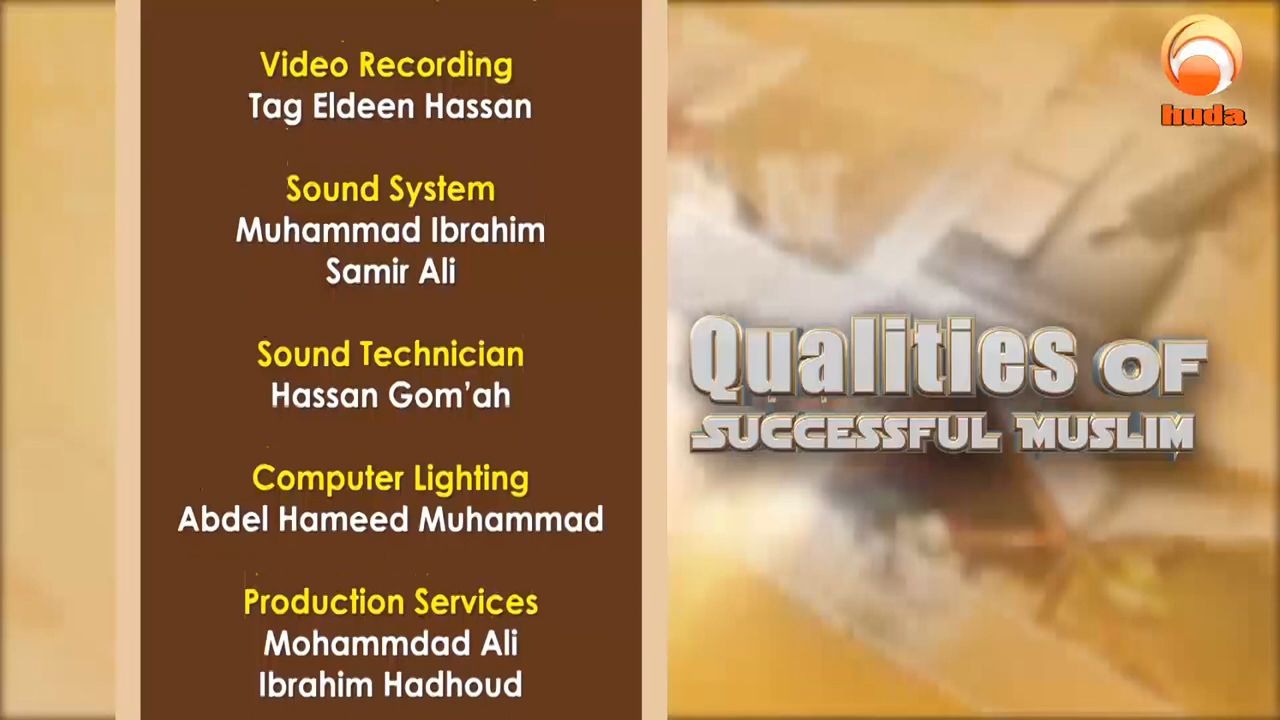 Video Recording
Tag Eldeen Hassan
Sound System
Muhammad Ibrahim
Samir Ali
Sound Technician
Hassan Gom’ah
Computer Lighting
Abdel Hameed Muhammad
Production Services
Mohammdad Ali
Ibrahim Hadhoud
huda
Qualities OF
SUCCESSFUL MUSLIM